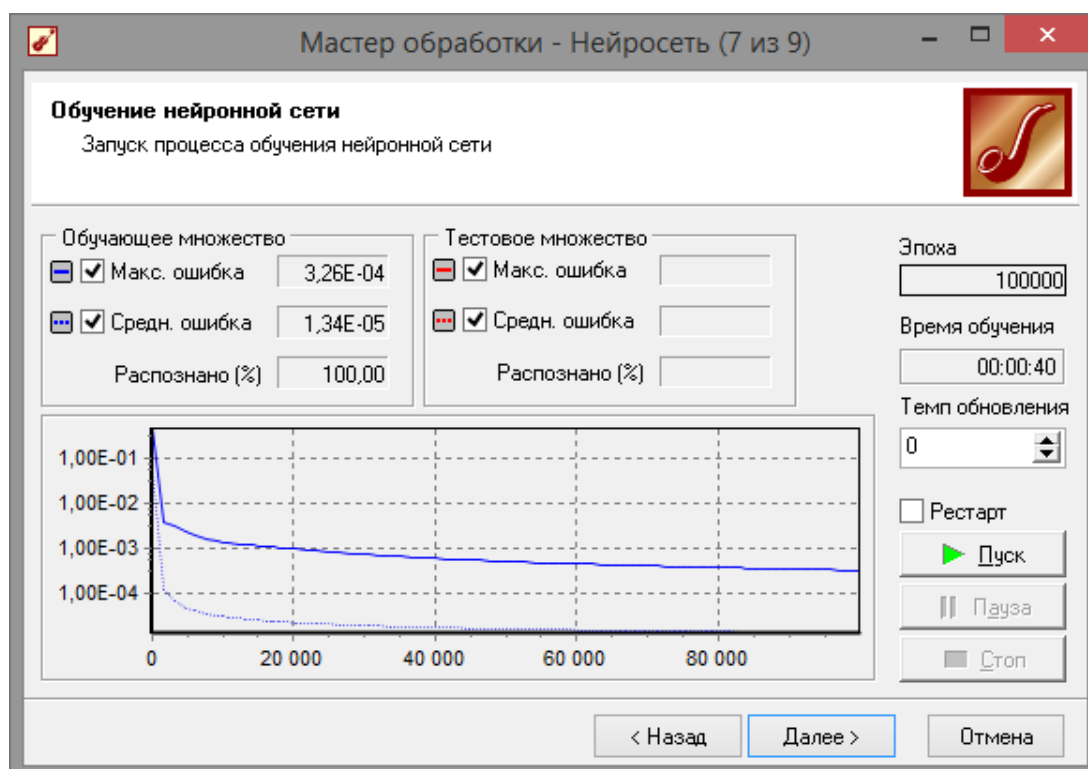 Мастер обработки - Нейросеть (7 из 9)
Обучение нейронной сети
Запуск процесса обучения нейронной сети
Обучающее множество
Макс. ошибка 3,26E-04
Средн. ошибка 1,34E-05
Распознано (%) 100,00
Тестовое множество
Макс. ошибка
Средн. ошибка
Распознано (%)
Эпоха
100000
Время обучения
00:00:40
Темп обновления
0
Рестарт
Пуск
Пауза
Стоп
1,00E-01
1,00E-02
1,00E-03
1,00E-04
0 20 000 40 000 60 000 80 000
< Назад Далее > Отмена